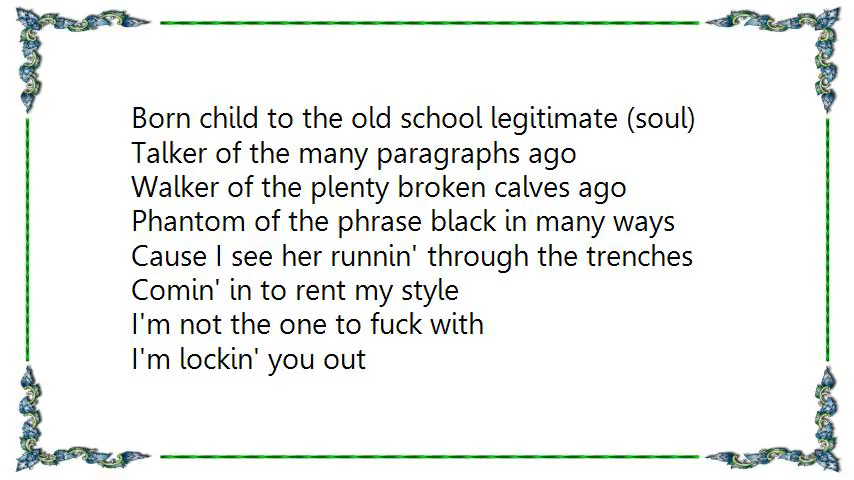 Born child to the old school legitimate (soul)
Talker of the many paragraphs ago
Walker of the plenty broken calves ago
Phantom of the phrase black in many ways
Cause I see her runnin' through the trenches
Comin' in to rent my style
I'm not the one to fuck with
I'm lockin' you out